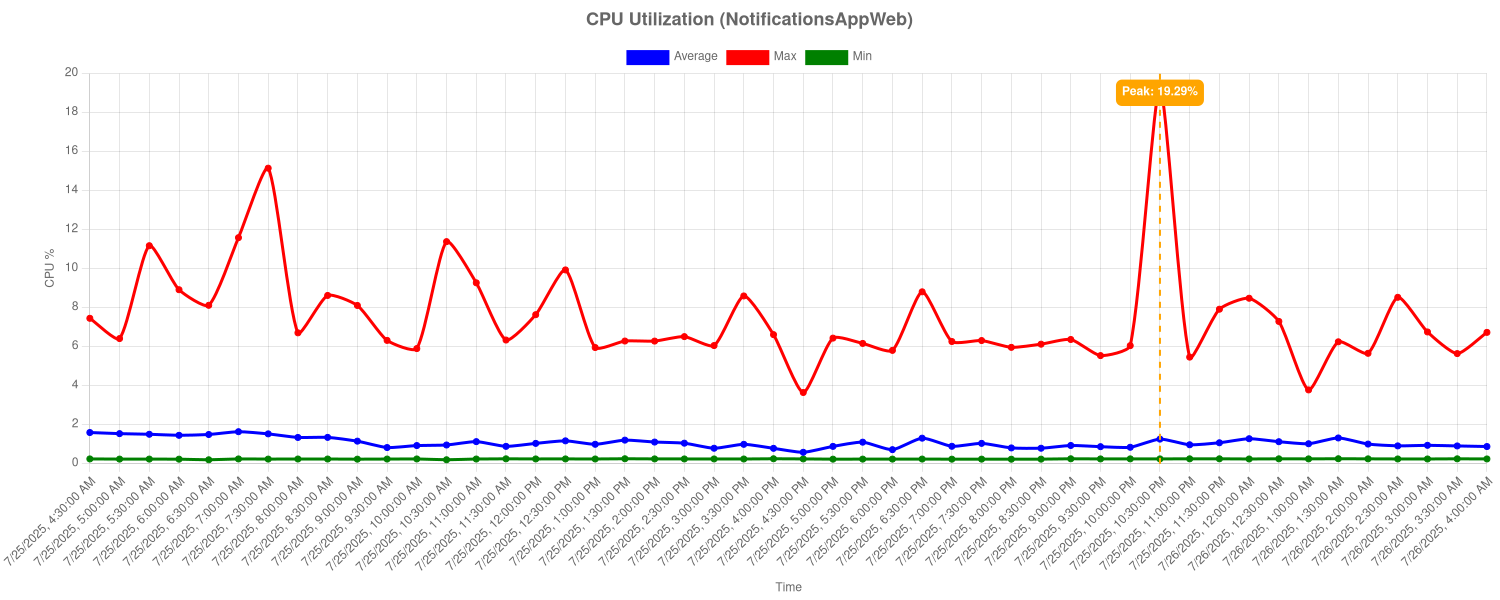 CPU Utilization (NotificationsAppWeb)
Average Max Min
Peak: 19.29%
CPU %
20
18
16
14
12
10
8
6
4
2
0
7/25/2025, 4:30:00 AM
7/25/2025, 5:00:00 AM
7/25/2025, 5:30:00 AM
7/25/2025, 6:00:00 AM
7/25/2025, 6:30:00 AM
7/25/2025, 7:00:00 AM
7/25/2025, 7:30:00 AM
7/25/2025, 8:00:00 AM
7/25/2025, 8:30:00 AM
7/25/2025, 9:00:00 AM
7/25/2025, 9:30:00 AM
7/25/2025, 10:00:00 AM
7/25/2025, 10:30:00 AM
7/25/2025, 11:00:00 AM
7/25/2025, 11:30:00 AM
7/25/2025, 12:00:00 PM
7/25/2025, 12:30:00 PM
7/25/2025, 1:00:00 PM
7/25/2025, 1:30:00 PM
7/25/2025, 2:00:00 PM
7/25/2025, 2:30:00 PM
7/25/2025, 3:00:00 PM
7/25/2025, 3:30:00 PM
7/25/2025, 4:00:00 PM
7/25/2025, 4:30:00 PM
7/25/2025, 5:00:00 PM
7/25/2025, 5:30:00 PM
7/25/2025, 6:00:00 PM
7/25/2025, 6:30:00 PM
7/25/2025, 7:00:00 PM
7/25/2025, 7:30:00 PM
7/25/2025, 8:00:00 PM
7/25/2025, 8:30:00 PM
7/25/2025, 9:00:00 PM
7/25/2025, 9:30:00 PM
7/25/2025, 10:00:00 PM
7/25/2025, 10:30:00 PM
7/25/2025, 11:00:00 PM
7/25/2025, 11:30:00 PM
7/26/2025, 12:00:00 AM
7/26/2025, 12:30:00 AM
7/26/2025, 1:00:00 AM
7/26/2025, 1:30:00 AM
7/26/2025, 2:00:00 AM
7/26/2025, 2:30:00 AM
7/26/2025, 3:00:00 AM
7/26/2025, 3:30:00 AM
7/26/2025, 4:00:00 AM
Time